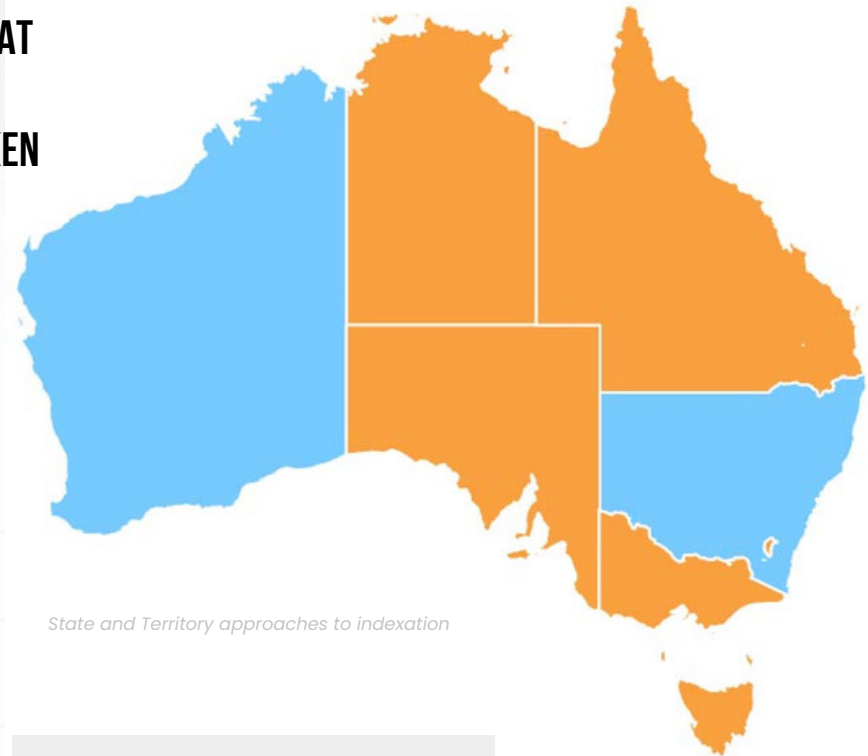 AT
EN
State and Territory approaches to indexation